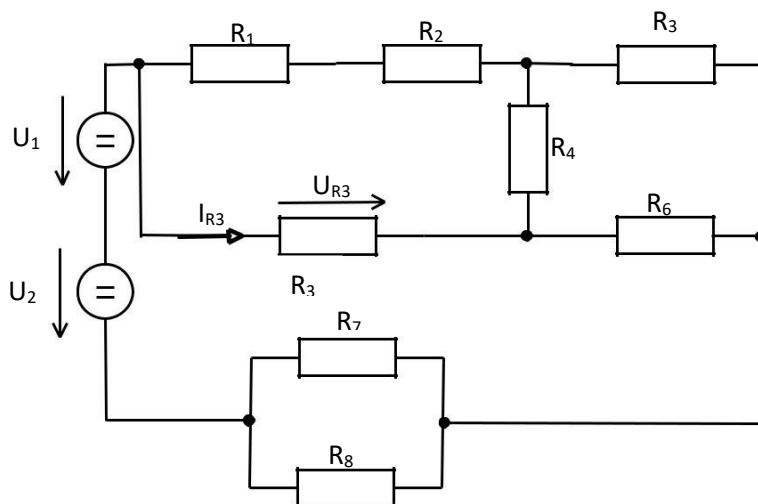 R1
R2
R3
U1
=
R4
UR3
IR3
R6
R3
U2
=
R7
R8